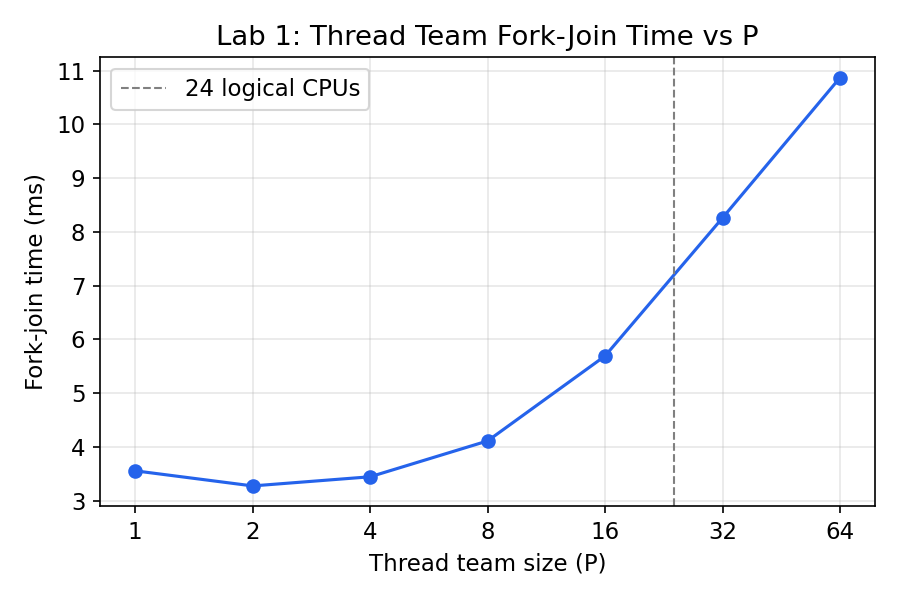 Lab 1: Thread Team Fork-Join Time vs P
24 logical CPUs
Fork-join time (ms)
11
10
9
8
7
6
5
4
3
1 2 4 8 16 32 64
Thread team size (P)